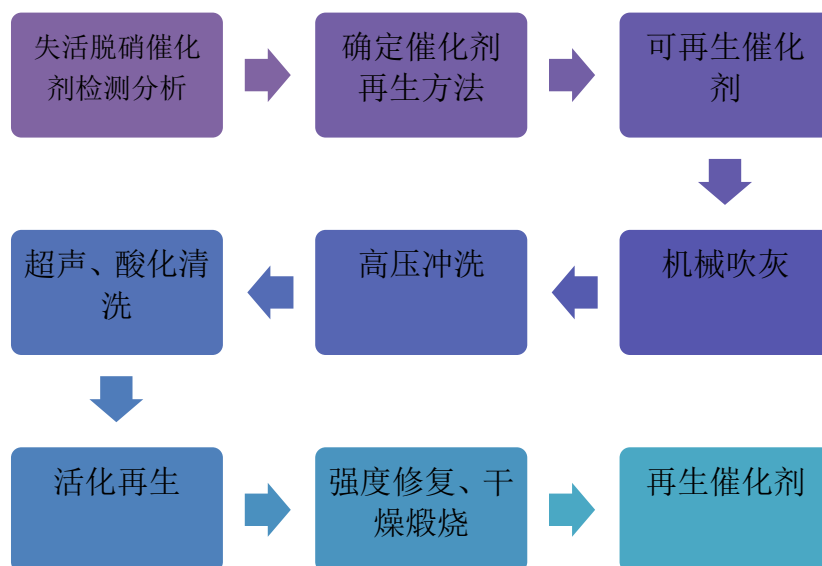 失活脱硝催化
剂检测分析
确定催化剂
再生方法
可再生催化
剂
机械吹灰
高压冲洗
超声、酸化清
洗
活化再生
强度修复、干
燥煅烧
再生催化剂